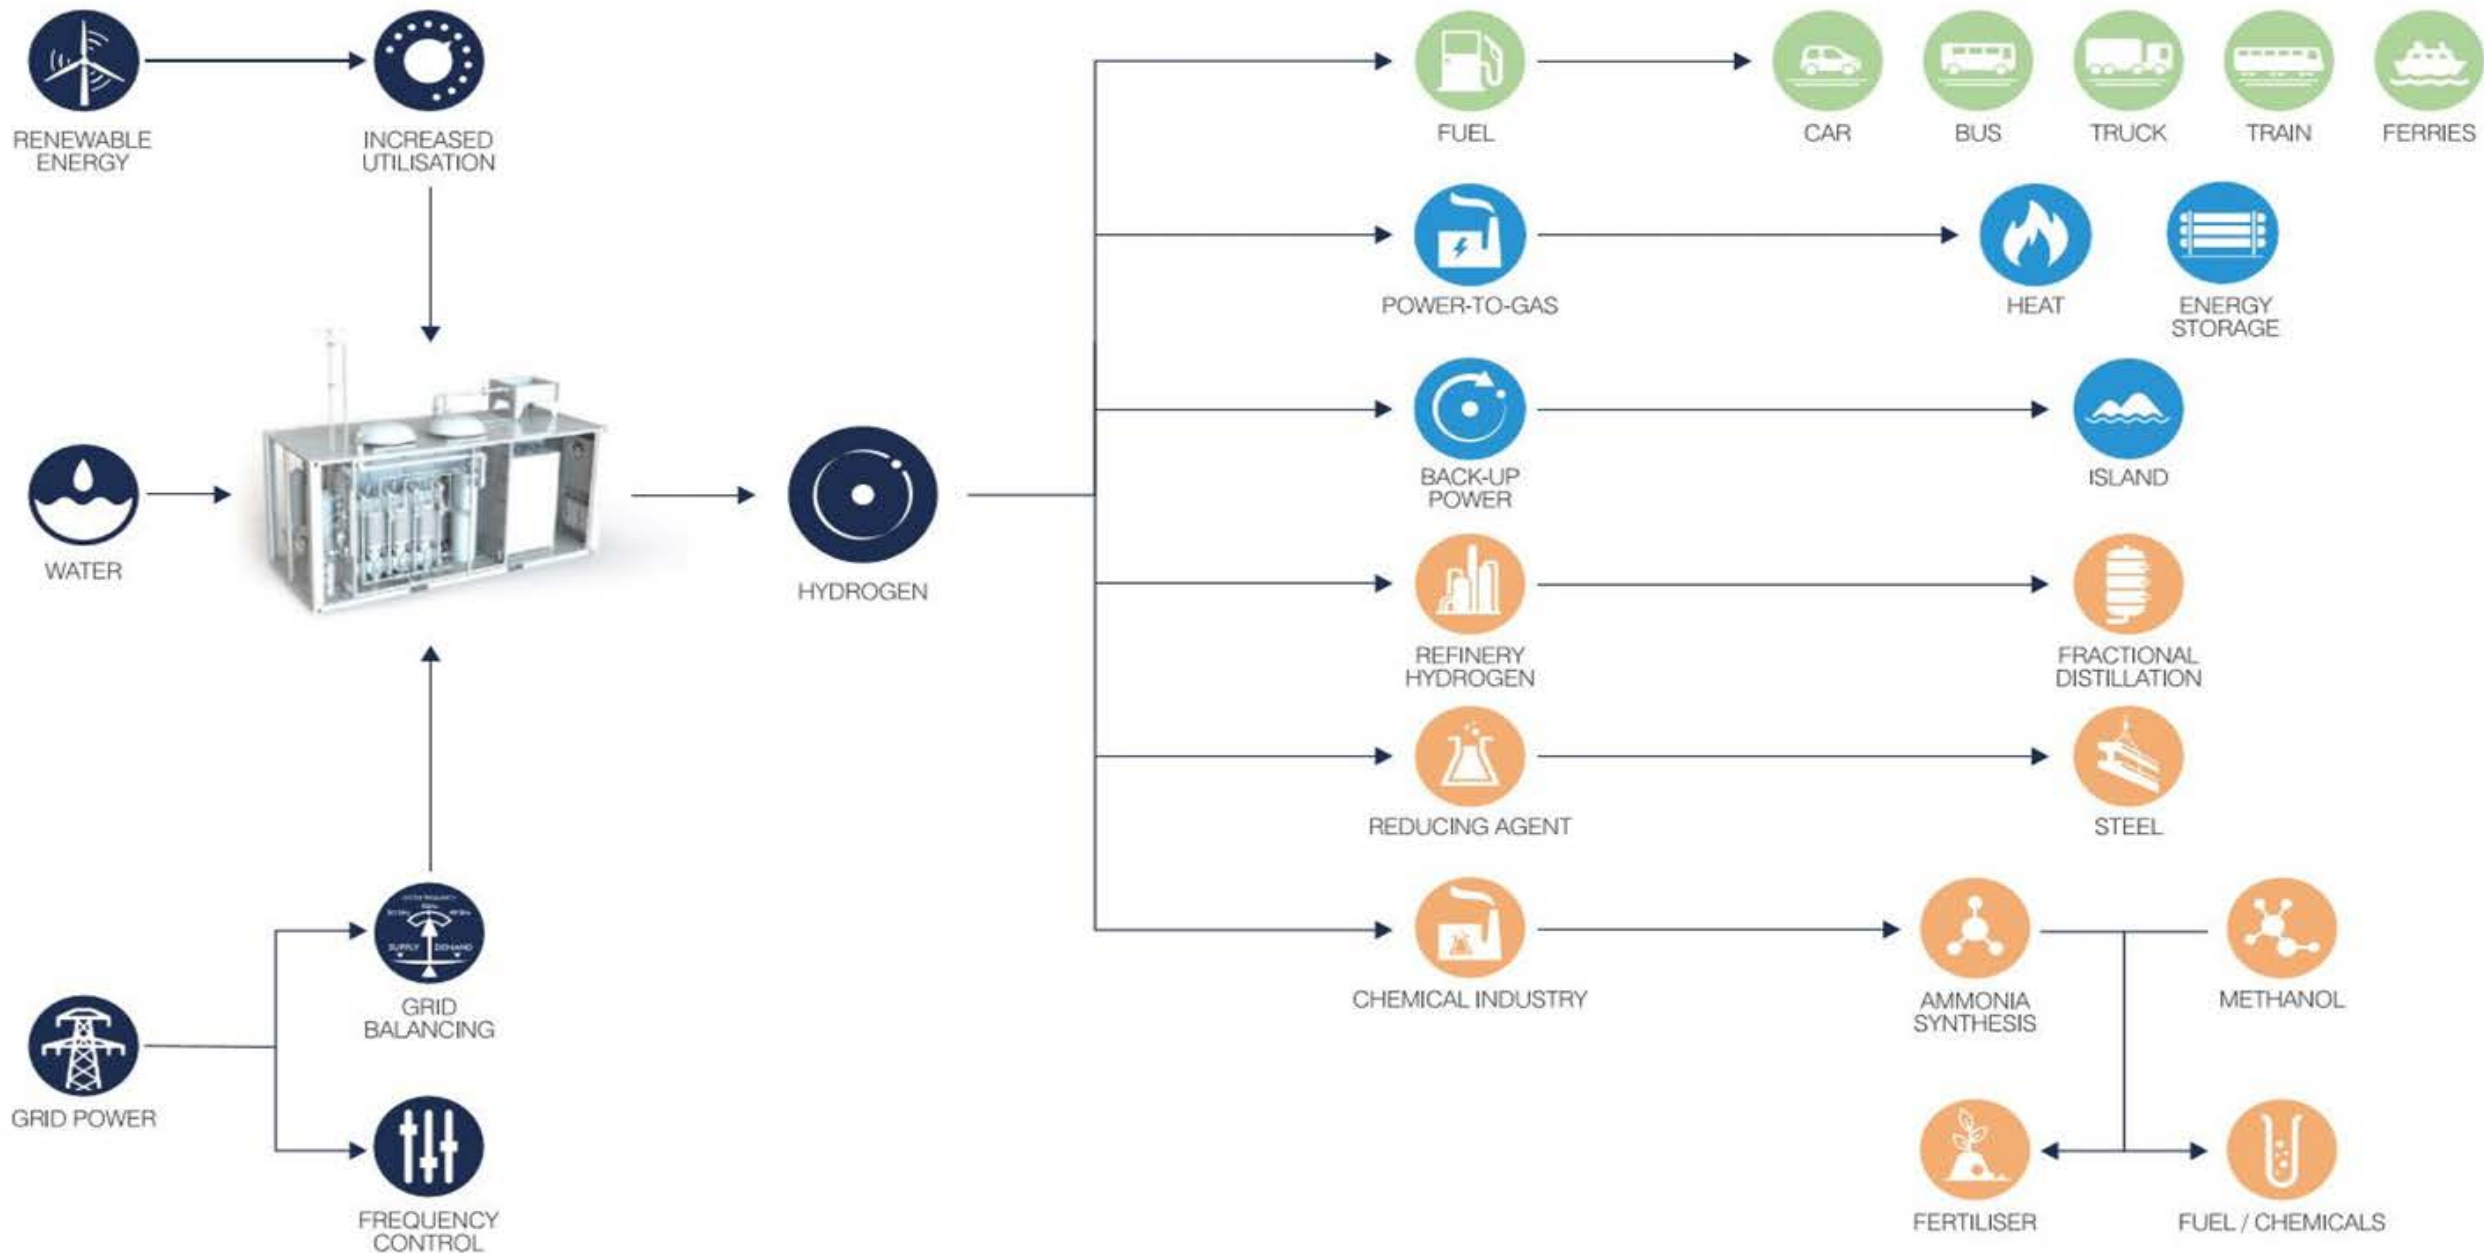 RENEWABLE
ENERGY
INCREASED
UTILISATION
FUEL
CAR
BUS
TRUCK
TRAIN
FERRIES
POWER-TO-GAS
HEAT
ENERGY
STORAGE
BACK-UP
POWER
ISLAND
WATER
HYDROGEN
REFINERY
HYDROGEN
FRACTIONAL
DISTILLATION
REDUCING AGENT
STEEL
SUPPLY
DEMAND
GRID
BALANCING
CHEMICAL INDUSTRY
AMMONIA
SYNTHESIS
METHANOL
GRID POWER
FREQUENCY
CONTROL
FERTILISER
FUEL / CHEMICALS